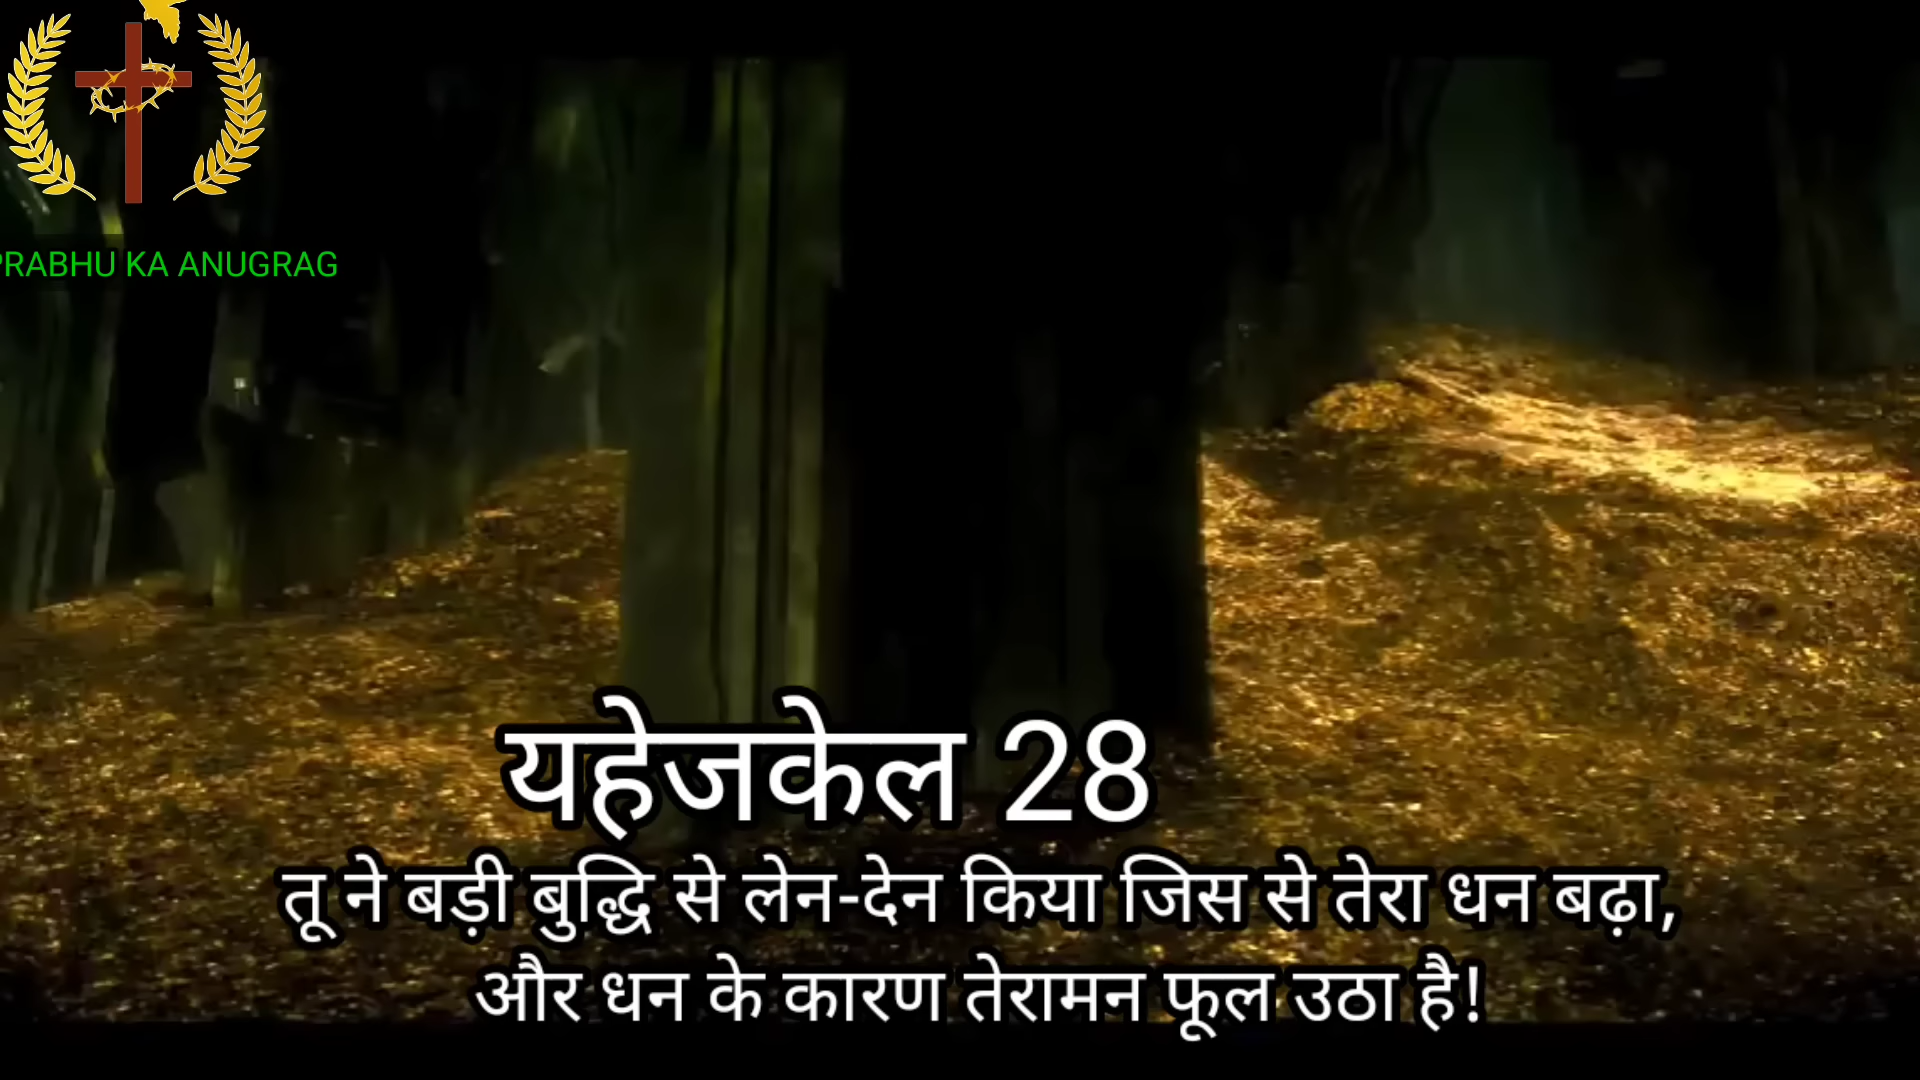 PRABHU KA ANUGRAG
यहेजकेल 28
तू ने बड़ी बुद्धि से लेन-देन किया जिस से तेरा धन बढ़ा,
और धन के कारण तेरामन फूल उठा है!